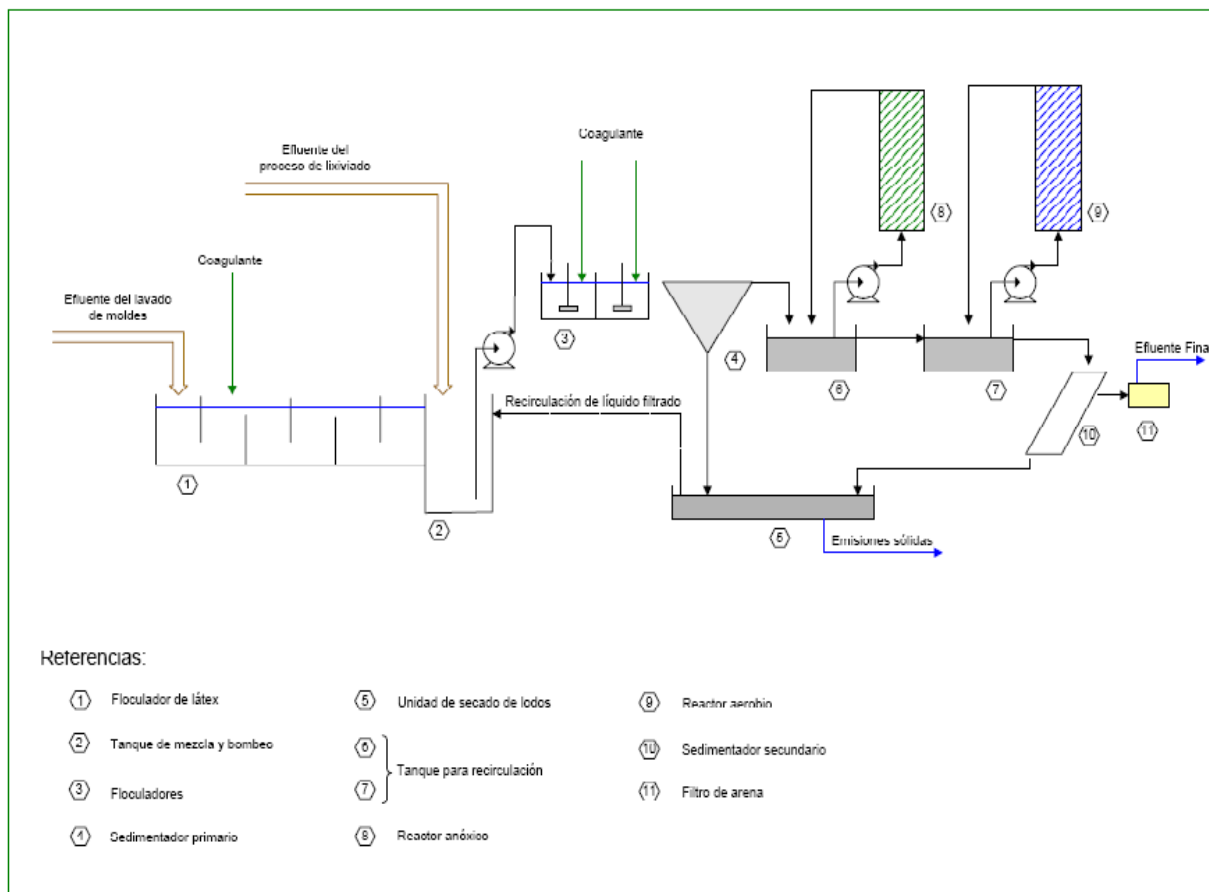 Coagulante
Efluente del
proceso de lixiviado
8
9
Coagulante
Efluente del lavado
de moldes
3
4
6
7
Efluente Fina
Recirculación de líquido filtrado
10
11
1
2
5
Emisiones sólidas
Referencias:
1 Floculador de látex
5 Unidad de secado de lodos
9 Reactor aerobio
2 Tanque de mezcla y bombeo
6
10 Sedimentador secundario
Tanque para recirculación
3 Floculadores
7
11 Filtro de arena
4 Sedimentador primario
8 Reactor anóxico